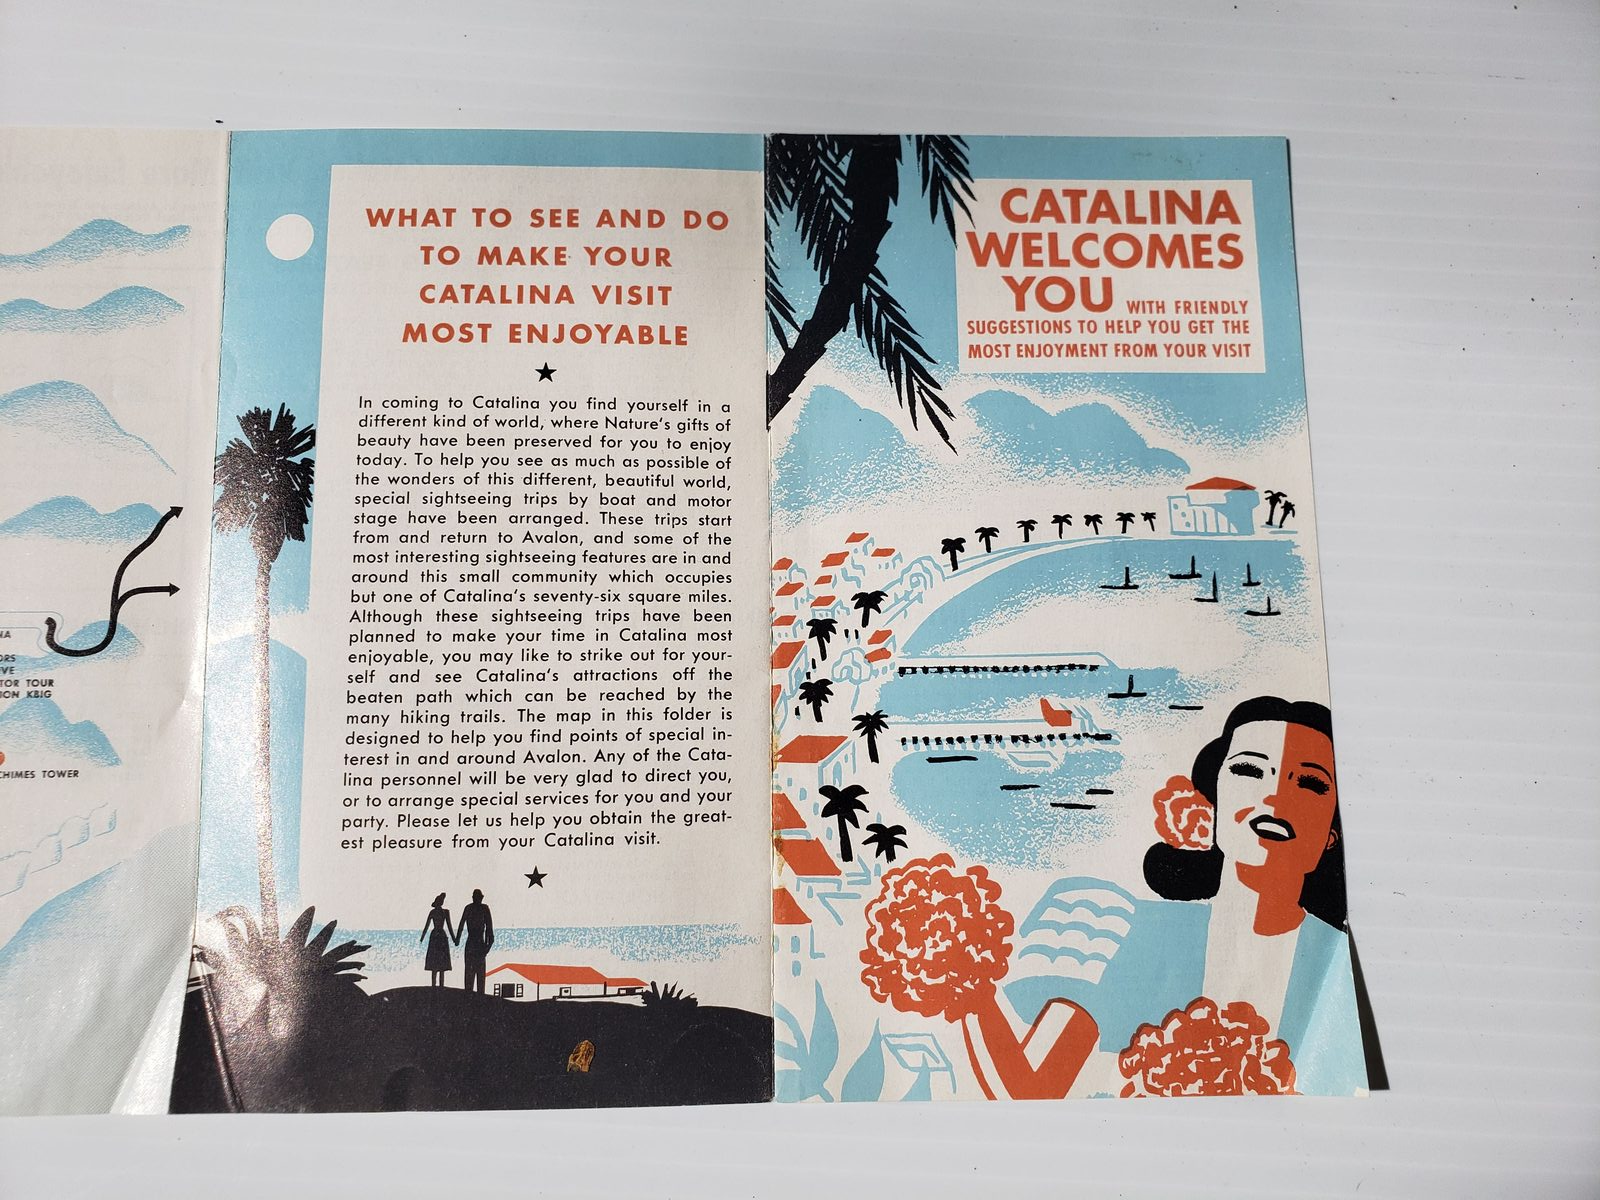 NA
ORS
IVE
TOR TOUR
ION KBIG
CHIMES TOWER
WHAT TO SEE AND DO
TO MAKE YOUR
CATALINA VISIT
MOST ENJOYABLE
In coming to Catalina you find yourself in a
different kind of world, where Nature's gifts of
beauty have been preserved for you to enjoy
today. To help you see as much as possible of
the wonders of this different, beautiful world,
special sightseeing trips by boat and motor
stage have been arranged. These trips start
from and return to Avalon, and some of the
most interesting sightseeing features are in and
around this small community which occupies
but one of Catalina's seventy-six square miles.
Although these sightseeing trips have been
planned to make your time in Catalina most
enjoyable, you may like to strike out for your-
self and see Catalina's attractions off the
beaten path which can be reached by the
many hiking trails. The map in this folder is
designed to help you find points of special in-
terest in and around Avalon. Any of the Cata-
lina personnel will be very glad to direct you,
or to arrange special services for you and your
party. Please let us help you obtain the great-
est pleasure from your Catalina visit.
CATALINA
WELCOMES
YOU WITH FRIENDLY
SUGGESTIONS TO HELP YOU GET THE
MOST ENJOYMENT FROM YOUR VISIT